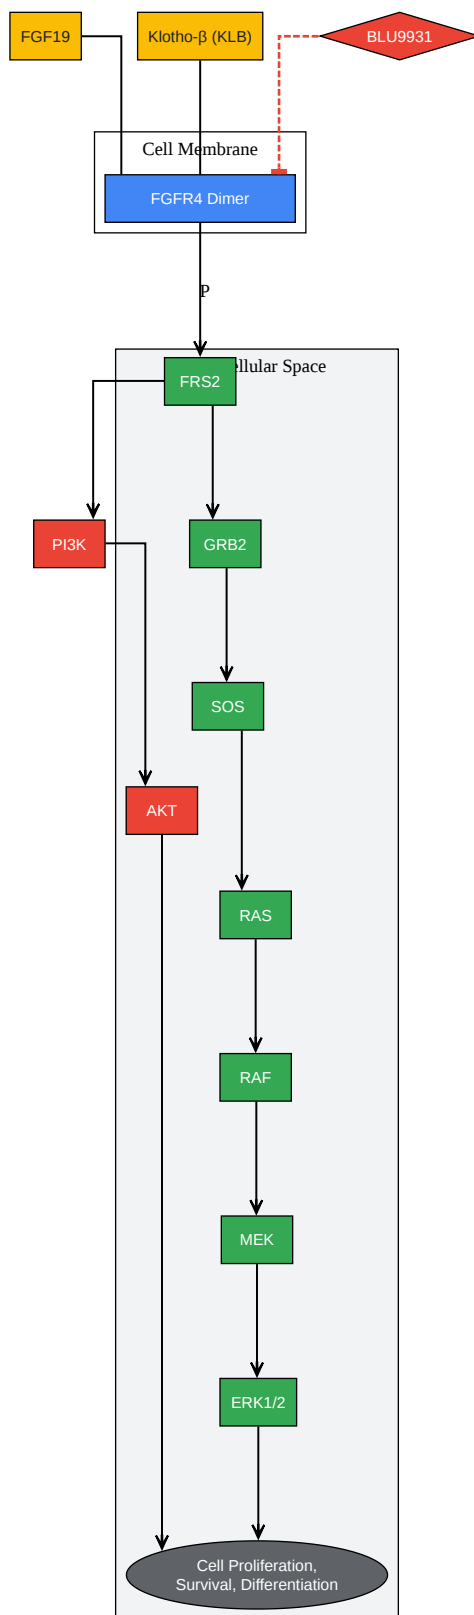 FGF19
Klotho-β (KLB)
BLU9931
Cell Membrane
FGFR4 Dimer
P
Space
FRS2
PI3K
GRB2
SOS
AKT
RAS
RAF
MEK
ERK1/2
Cell Proliferation,
Survival, Differentiation